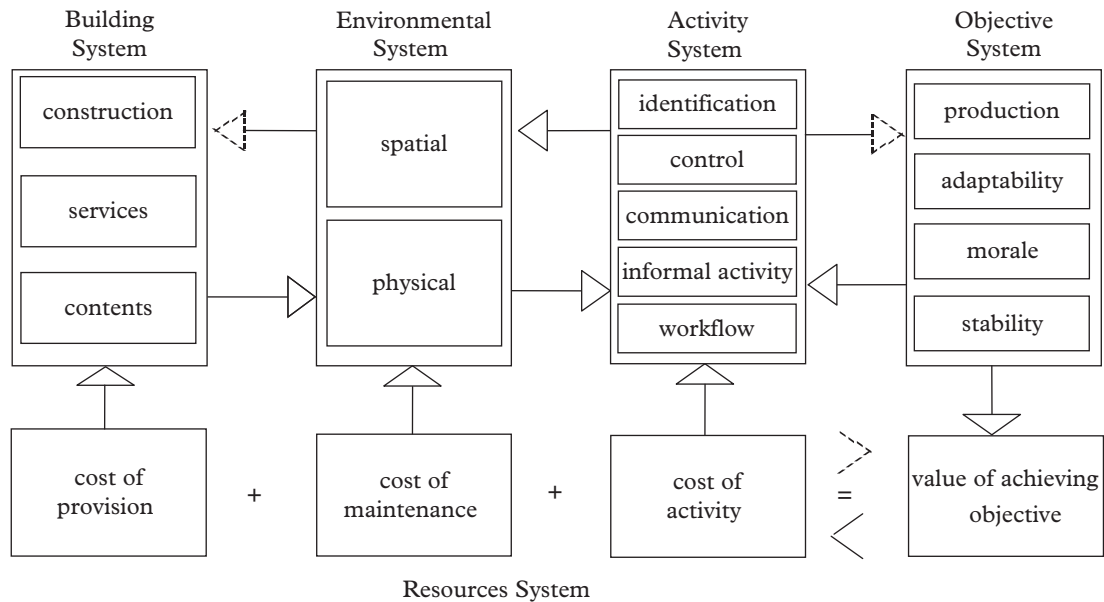 Building
System
Environmental
System
Activity
System
Objective
System
construction
services
contents
spatial
physical
identification
control
communication
informal activity
workflow
production
adaptability
morale
stability
cost of
provision
+
cost of
maintenance
+
cost of
activity
>
=
<
value of achieving
objective
Resources System